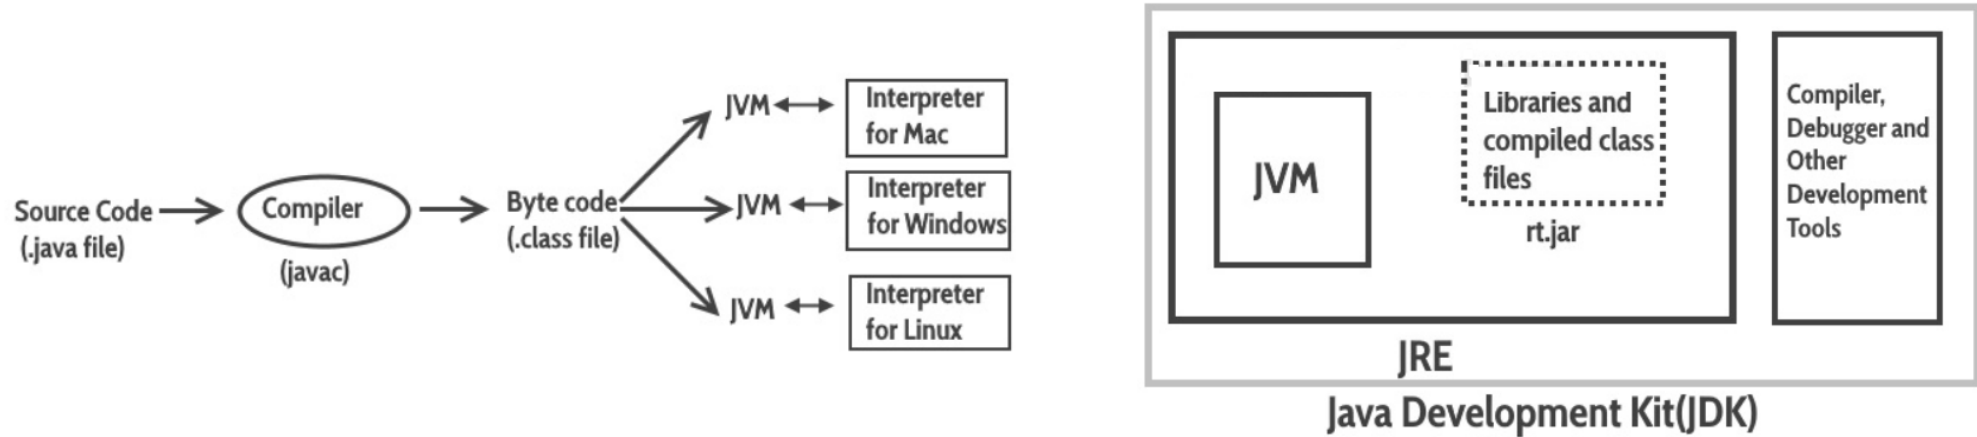 Source Code
(.java file)
Compiler
(javac)
Byte code
(.class file)
JVM
Interpreter
for Mac
JVM
Interpreter
for Windows
JVM
Interpreter
for Linux
JVM
Libraries and
compiled class
files
rt.jar
JRE
Compiler,
Debugger and
Other
Development
Tools
Java Development Kit(JDK)